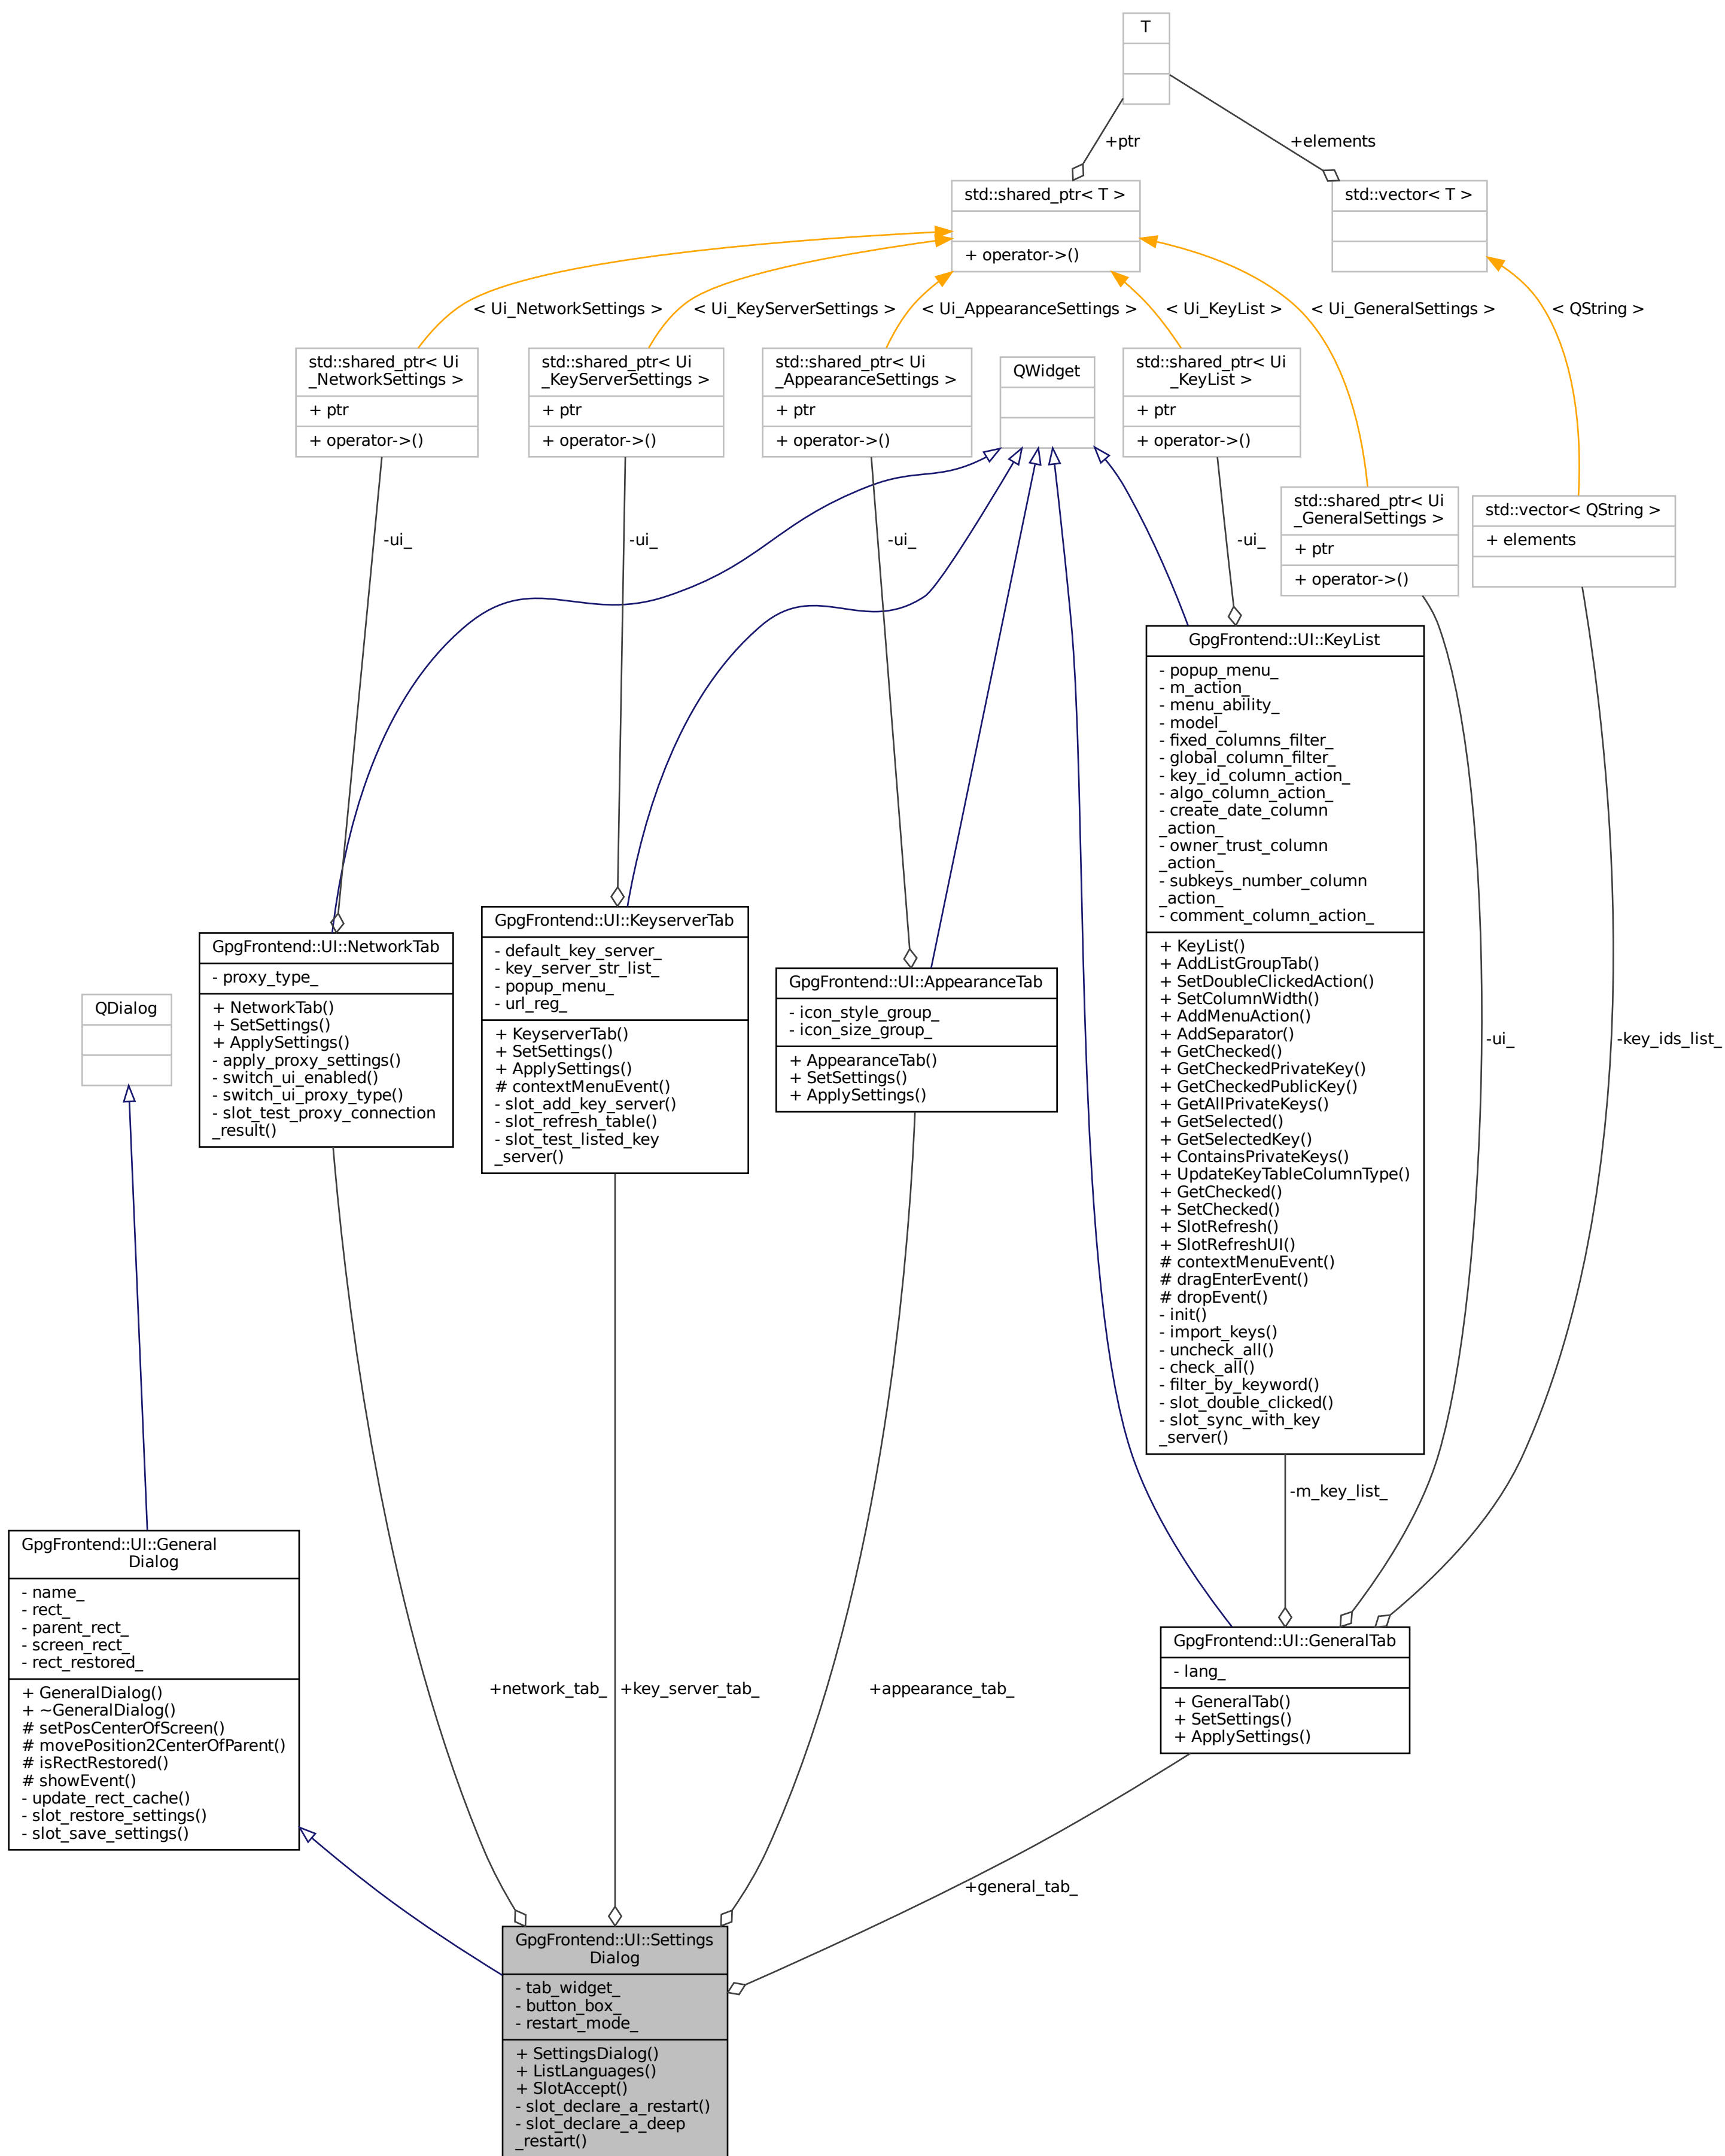 T
+ptr
+elements
std::shared_ptr< T >
+ operator->()
std::vector< T >
< Ui_NetworkSettings >
< Ui_KeyServerSettings >
< Ui_AppearanceSettings >
< Ui_KeyList >
< Ui_GeneralSettings >
< QString >
std::shared_ptr< Ui
_NetworkSettings >
+ ptr
+ operator->()
std::shared_ptr< Ui
_KeyServerSettings >
+ ptr
+ operator->()
std::shared_ptr< Ui
_AppearanceSettings >
+ ptr
+ operator->()
QWidget
std::shared_ptr< Ui
_KeyList >
+ ptr
+ operator->()
std::shared_ptr< Ui
_GeneralSettings >
+ ptr
+ operator->()
std::vector< QString >
+ elements
-ui_
-ui_
-ui_
-ui_
GpgFrontend::UI::KeyList
- popup_menu_
- m_action_
- menu_ability_
- model_
- fixed_columns_filter_
- global_column_filter_
- key_id_column_action_
- algo_column_action_
- create_date_column
_action_
- owner_trust_column
_action_
- subkeys_number_column
_action_
- comment_column_action_
+ KeyList()
+ AddListGroupTab()
+ SetDoubleClickedAction()
+ SetColumnWidth()
+ AddMenuAction()
+ AddSeparator()
+ GetChecked()
+ GetCheckedPrivateKey()
+ GetCheckedPublicKey()
+ GetAllPrivateKeys()
+ GetSelected()
+ GetSelectedKey()
+ ContainsPrivateKeys()
+ UpdateKeyTableColumnType()
+ GetChecked()
+ SetChecked()
+ SlotRefresh()
+ SlotRefreshUI()
# contextMenuEvent()
# dragEnterEvent()
# dropEvent()
- init()
- import_keys()
- uncheck_all()
- check_all()
- filter_by_keyword()
- slot_double_clicked()
- slot_sync_with_key
_server()
GpgFrontend::UI::NetworkTab
- proxy_type_
+ NetworkTab()
+ SetSettings()
+ ApplySettings()
- apply_proxy_settings()
- switch_ui_enabled()
- switch_ui_proxy_type()
- slot_test_proxy_connection
_result()
GpgFrontend::UI::KeyserverTab
- default_key_server_
- key_server_str_list_
- popup_menu_
- url_reg_
+ KeyserverTab()
+ SetSettings()
+ ApplySettings()
# contextMenuEvent()
- slot_add_key_server()
- slot_refresh_table()
- slot_test_listed_key
_server()
GpgFrontend::UI::AppearanceTab
- icon_style_group_
- icon_size_group_
+ AppearanceTab()
+ SetSettings()
+ ApplySettings()
QDialog
-ui_
-key_ids_list_
-m_key_list_
GpgFrontend::UI::General
Dialog
- name_
- rect_
- parent_rect_
- screen_rect_
- rect_restored_
+ GeneralDialog()
+ ~GeneralDialog()
# setPosCenterOfScreen()
# movePosition2CenterOfParent()
# isRectRestored()
# showEvent()
- update_rect_cache()
- slot_restore_settings()
- slot_save_settings()
GpgFrontend::UI::GeneralTab
- lang_
+ GeneralTab()
+ SetSettings()
+ ApplySettings()
+network_tab_
+key_server_tab_
+appearance_tab_
+general_tab_
GpgFrontend::UI::Settings
Dialog
- tab_widget_
- button_box_
- restart_mode_
+ SettingsDialog()
+ ListLanguages()
+ SlotAccept()
- slot_declare_a_restart()
- slot_declare_a_deep
_restart()